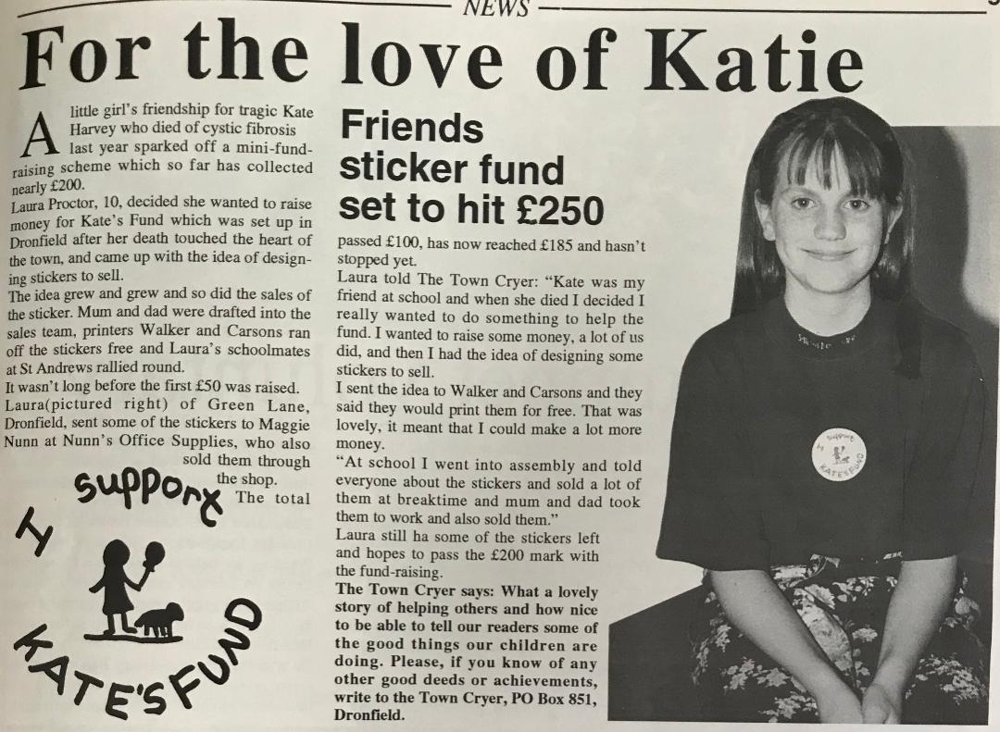 NEWS
For the love of Katie
A little girl's friendship for tragic Kate
Harvey who died of cystic fibrosis
last year sparked off a mini-fund-
raising scheme which so far has collected
nearly £200.
Laura Proctor, 10, decided she wanted to raise
money for Kate's Fund which was set up in
Dronfield after her death touched the heart of
the town, and came up with the idea of design-
ing stickers to sell.
The idea grew and grew and so did the sales of
the sticker. Mum and dad were drafted into the
sales team, printers Walker and Carsons ran
off the stickers free and Laura's schoolmates
at St Andrews rallied round.
It wasn't long before the first £50 was raised.
Laura(pictured right) of Green Lane,
Dronfield, sent some of the stickers to Maggie
Nunn at Nunn's Office Supplies, who also
sold them through
the shop.
The total
I support
KATE'S FUND
Friends
sticker fund
set to hit £250
passed £100, has now reached £185 and hasn't
stopped yet.
Laura told The Town Cryer: “Kate was my
friend at school and when she died I decided I
really wanted to do something to help the
fund. I wanted to raise some money, a lot of us
did, and then I had the idea of designing some
stickers to sell.
I sent the idea to Walker and Carsons and they
said they would print them for free. That was
lovely, it meant that I could make a lot more
money.
“At school I went into assembly and told
everyone about the stickers and sold a lot of
them at breaktime and mum and dad took
them to work and also sold them.”
Laura still ha some of the stickers left
and hopes to pass the £200 mark with
the fund-raising.
The Town Cryer says: What a lovely
story of helping others and how nice
to be able to tell our readers some of
the good things our children are
doing. Please, if you know of any
other good deeds or achievements,
write to the Town Cryer, PO Box 851,
Dronfield.
I support
KATE'S FUND